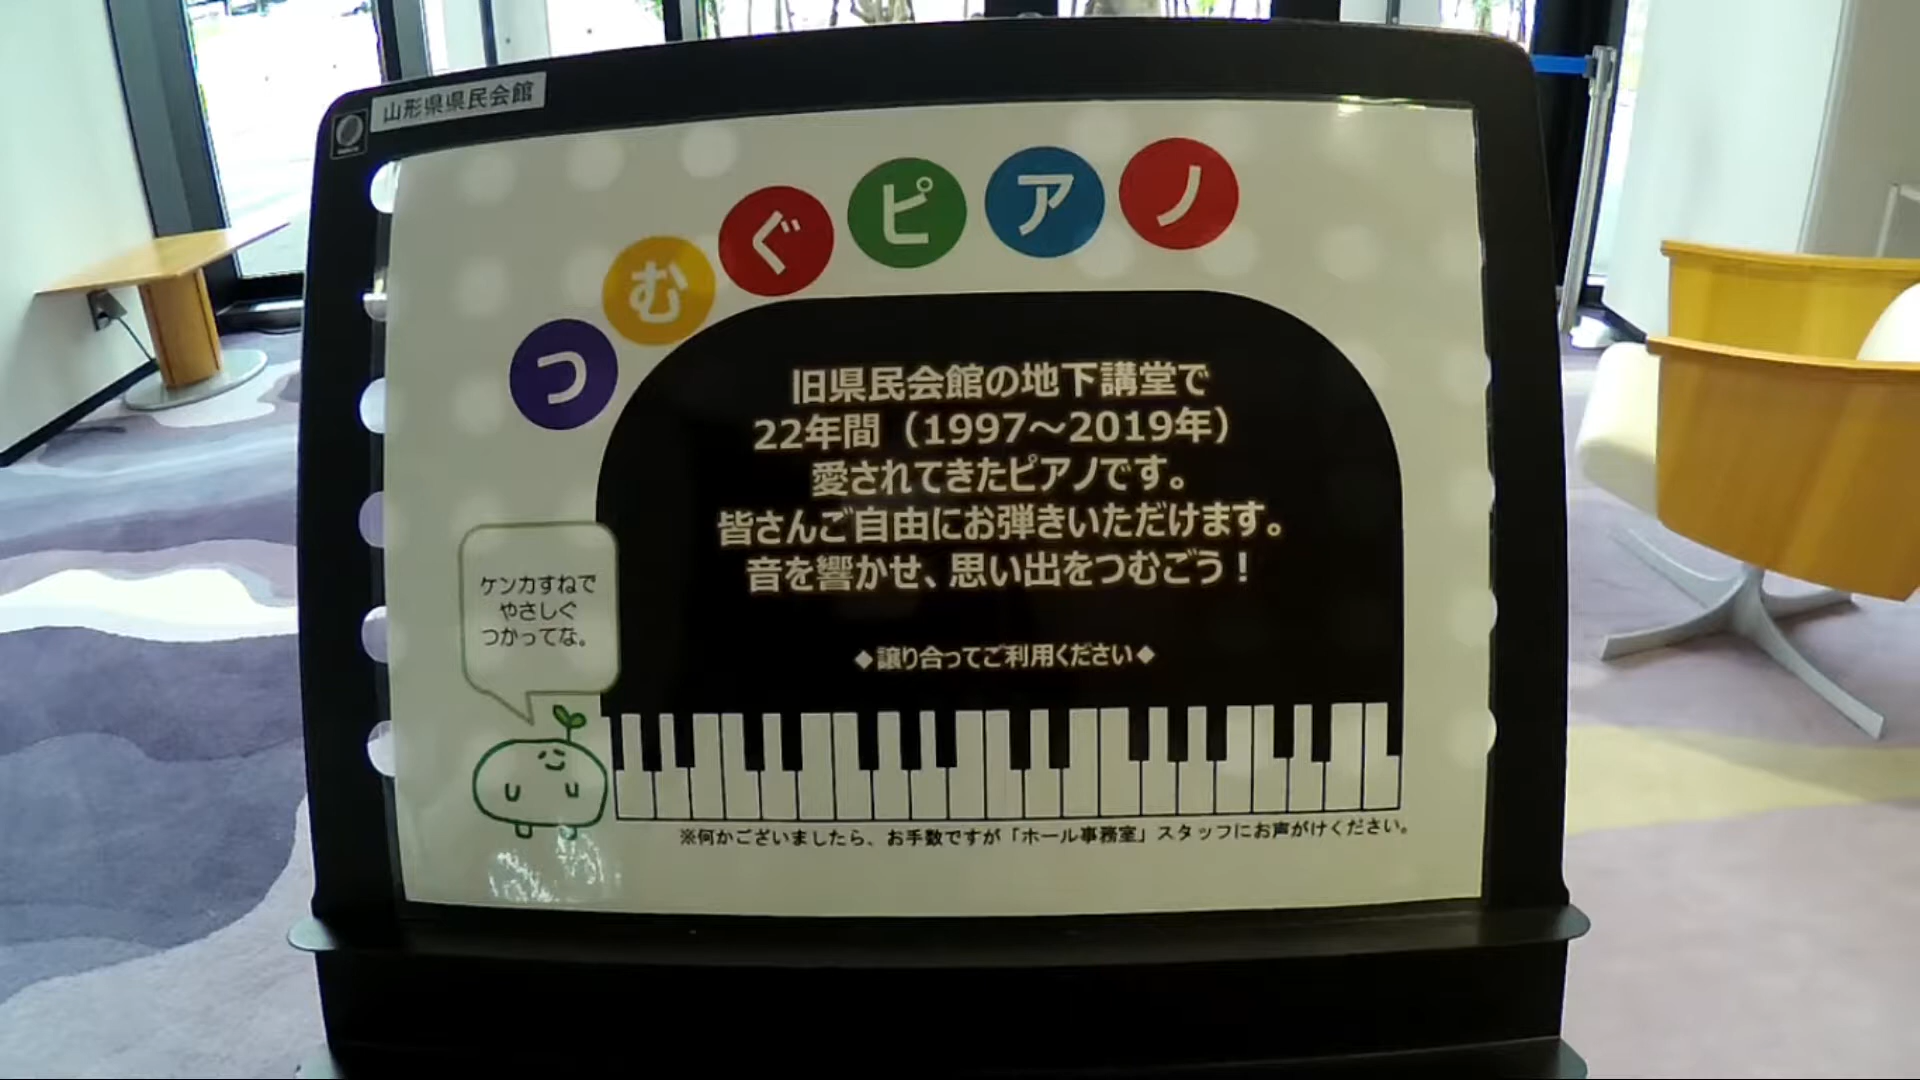 山形県県民会館
つむぐピアノ
旧県民会館の地下講堂で
22年間（1997～2019年）
愛されてきたピアノです。
皆さんご自由にお弾きいただけます。
音を響かせ、思い出をつむごう！
ケンカすねで
やさしぐ
つかってな。
◆譲り合ってご利用ください◆
※何かございましたら、お手数ですが「ホール事務室」スタッフにお声がけください。